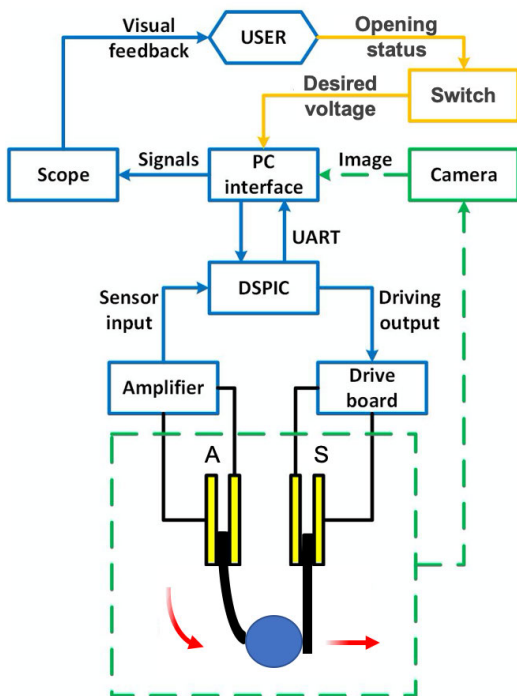 Visual
feedback
USER
Opening
status
Desired
voltage
Switch
Scope
Signals
PC
interface
Image
Camera
UART
DSPIC
Sensor
input
Driving
output
Amplifier
Drive
board
A
S